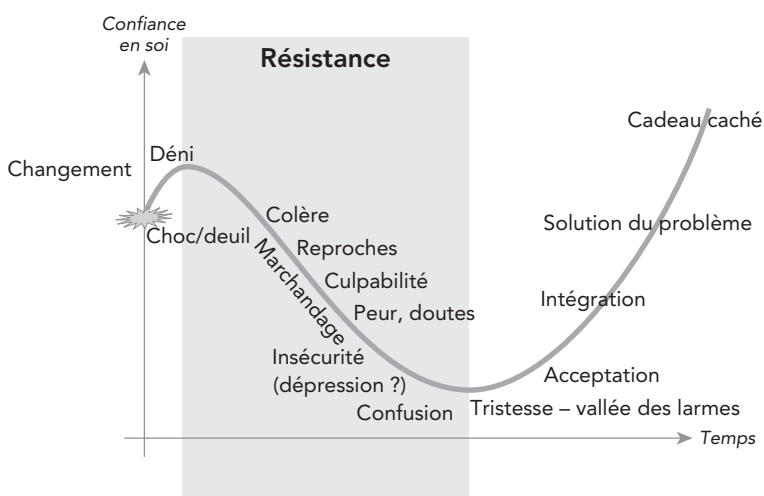 Confiance
en soi
Résistance
Cadeau caché
Déni
Changement
Colère
Solution du problème
Choc/deuil
Reproches
Marchandage
Culpabilité
Intégration
Peur, doutes
Insécurité
(dépression ?)
Acceptation
Confusion
Tristesse – vallée des larmes
Temps